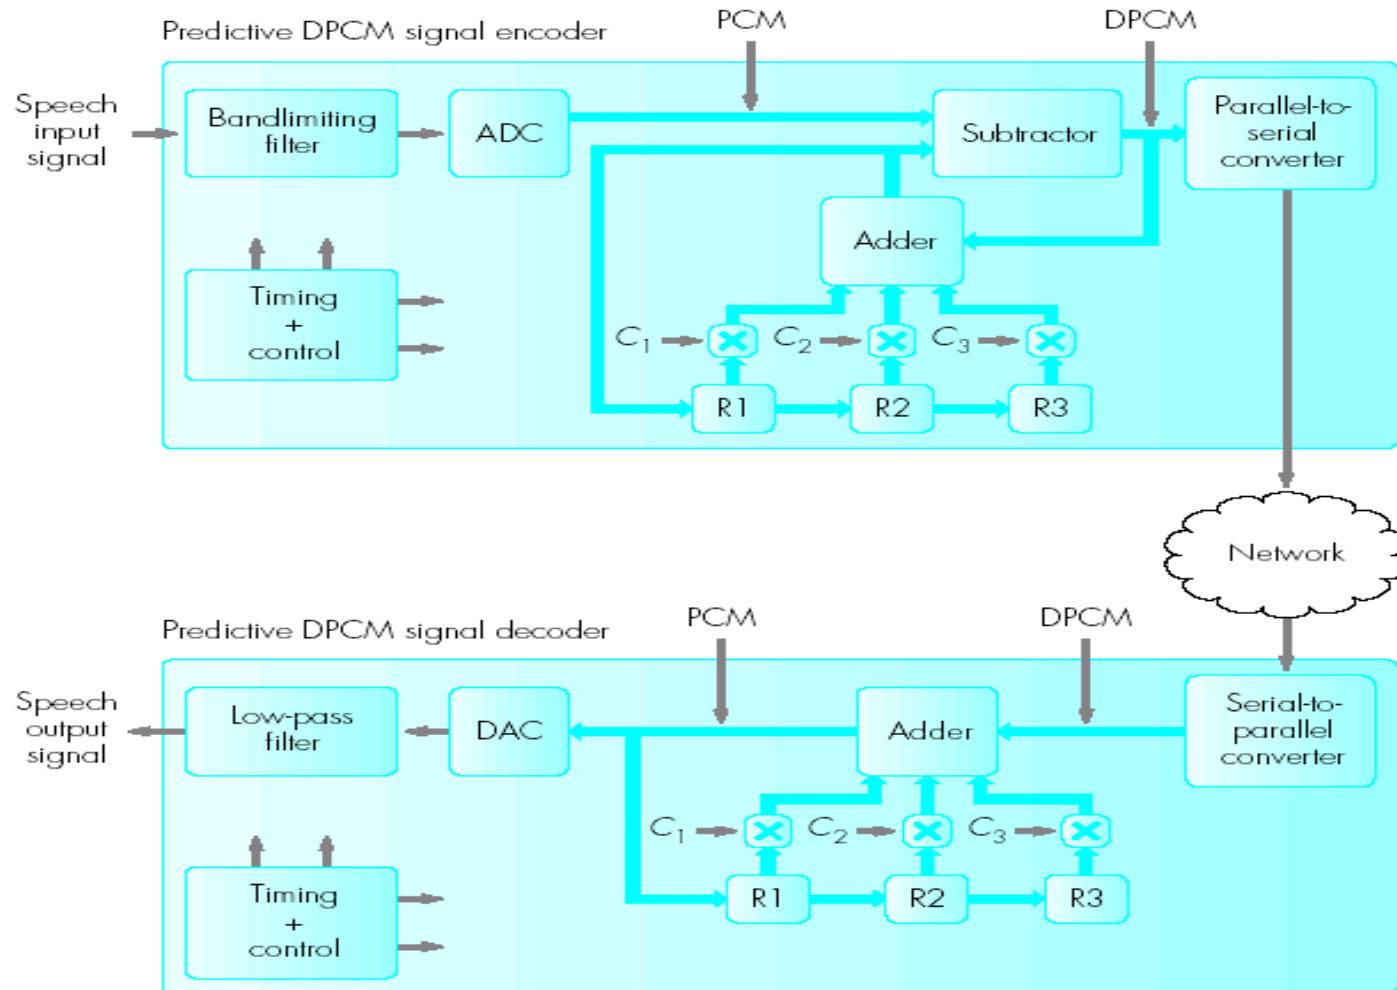 Predictive DPCM signal encoder
PCM
DPCM
Speech
input
signal
Bandlimiting
filter
ADC
Subtractor
Parallel-to-
serial
converter
Adder
Timing
+
control
C1
C2
C3
R1
R2
R3
Network
Predictive DPCM signal decoder
PCM
DPCM
Speech
output
signal
Low-pass
filter
DAC
Adder
Serial-to-
parallel
converter
C1
C2
C3
Timing
+
control
R1
R2
R3